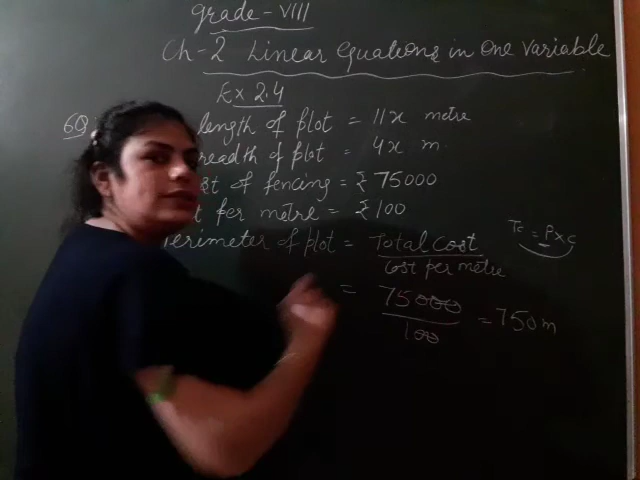 Grade - VIII
Ch-2 Linear Equations in One Variable
Ex 2.4
6Q length of plot = 11x metre
readth of plot = 4x m.
st of fencing = ₹ 75000
t per metre = ₹ 100
Perimeter of plot = Total Cost / Cost per metre
Tc = P x C
= 75000 / 100 = 750 m